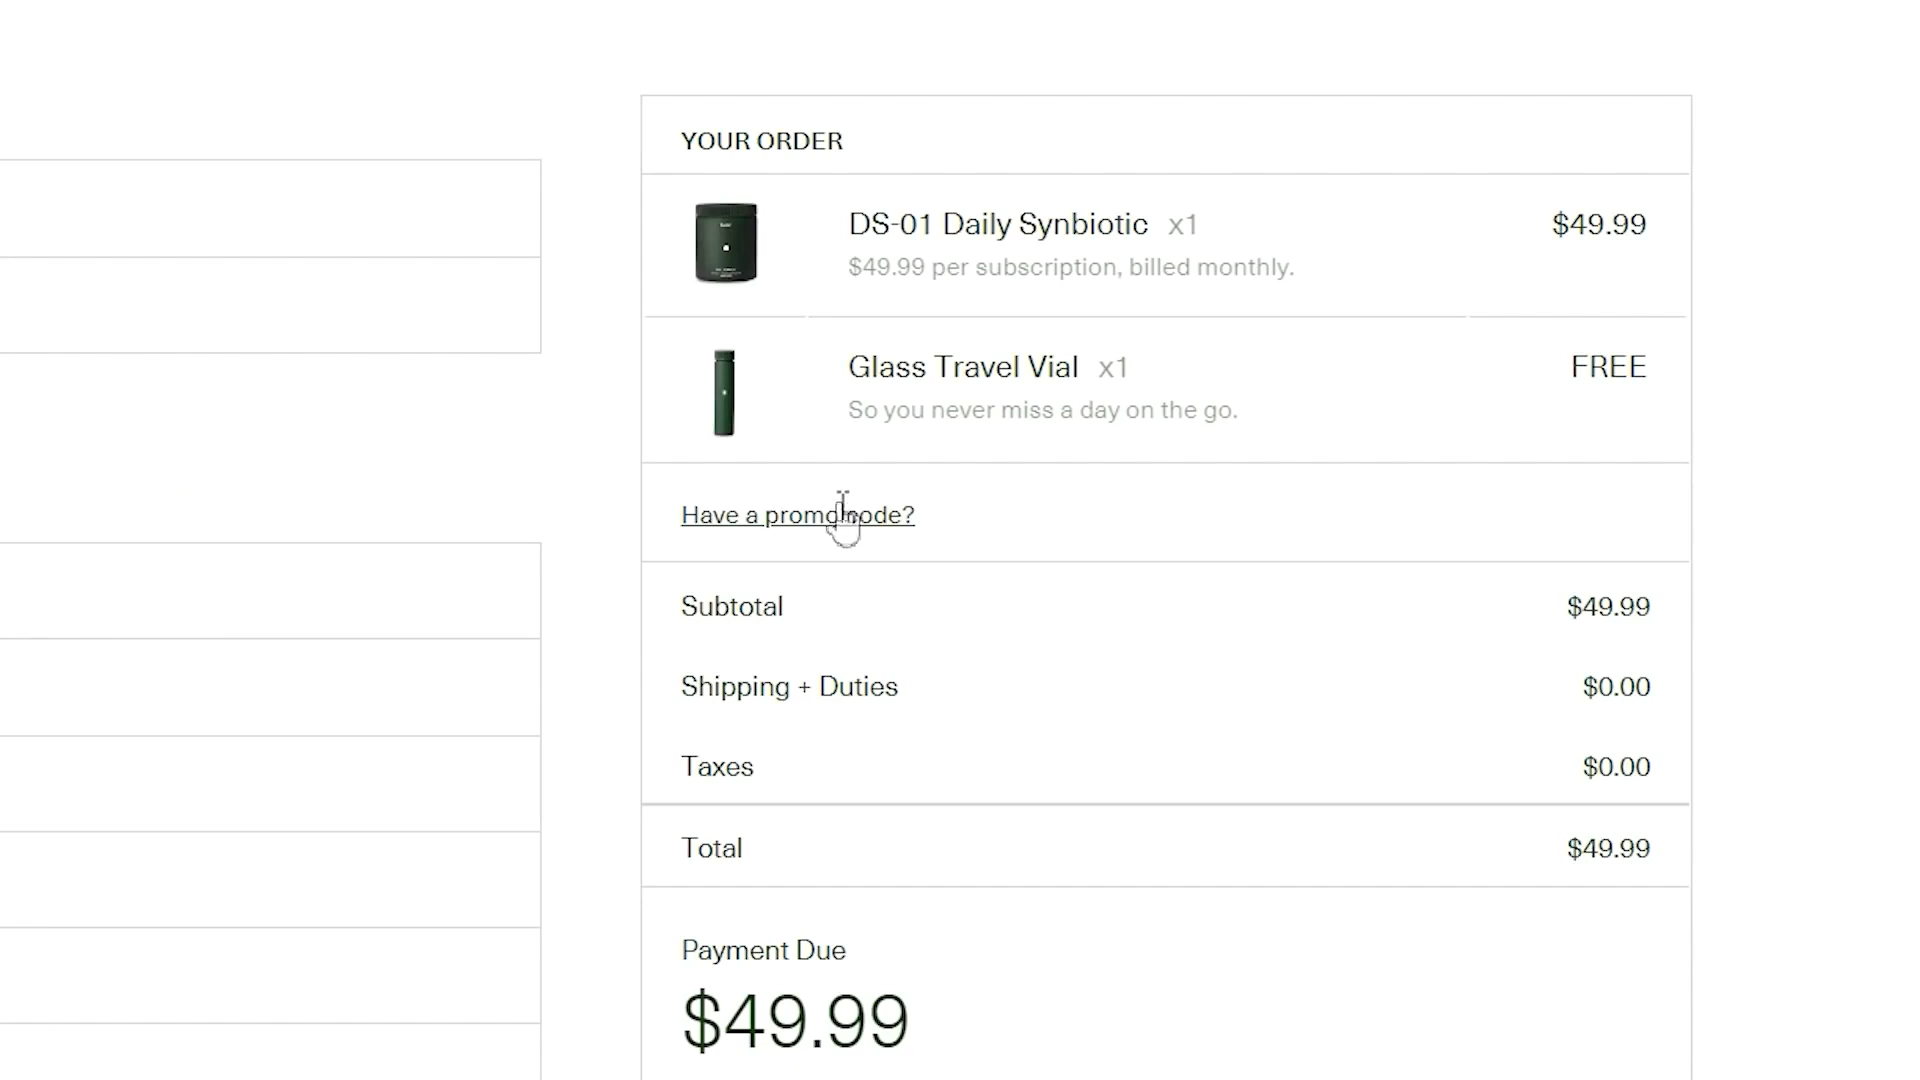 YOUR ORDER
DS-01 Daily Synbiotic x1 $49.99
$49.99 per subscription, billed monthly.
Glass Travel Vial x1 FREE
So you never miss a day on the go.
Have a promo code?
Subtotal $49.99
Shipping + Duties $0.00
Taxes $0.00
Total $49.99
Payment Due
$49.99